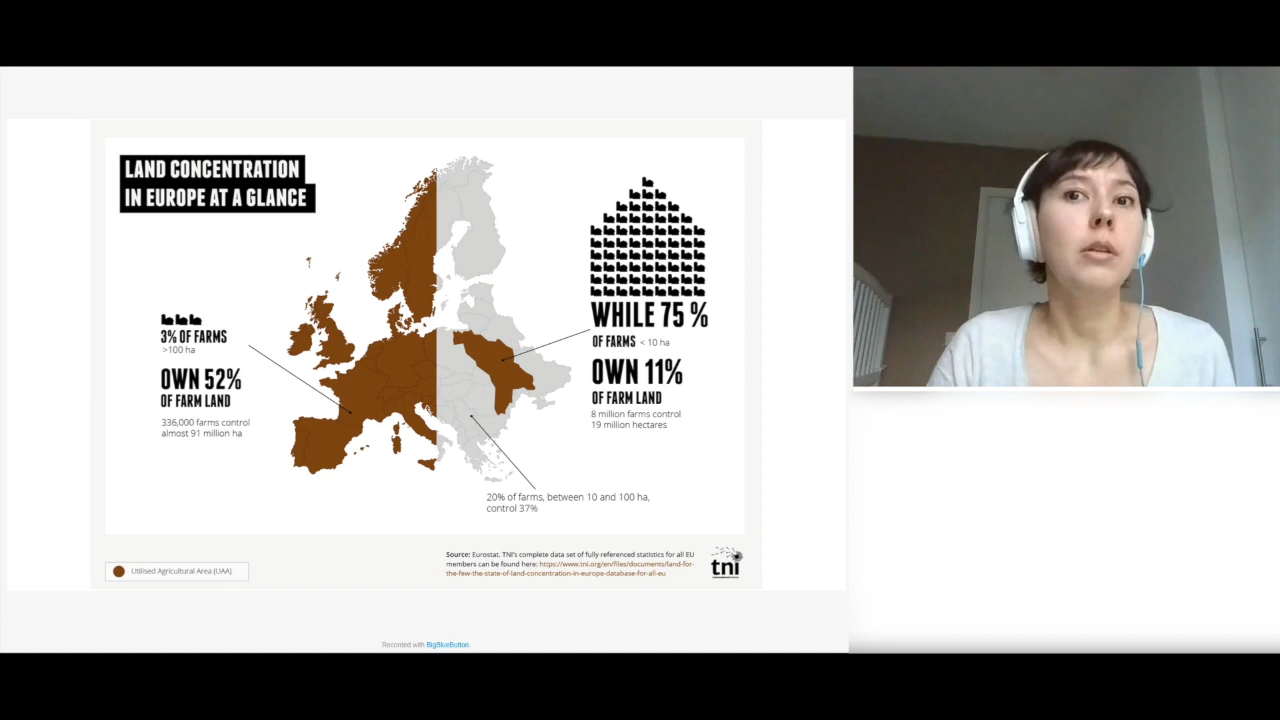 LAND CONCENTRATION
IN EUROPE AT A GLANCE
3% OF FARMS
>100 ha
OWN 52%
OF FARM LAND
336,000 farms control
almost 91 million ha
WHILE 75 %
OF FARMS < 10 ha
OWN 11%
OF FARM LAND
8 million farms control
19 million hectares
20% of farms, between 10 and 100 ha,
control 37%
Utilised Agricultural Area (UAA)
Source: Eurostat. TNI's complete data set of fully referenced statistics for all EU
members can be found here: https://www.tni.org/en/files/documents/land-for-
the-few-the-state-of-land-concentration-in-europe-database-for-all-eu
tni
Recorded with BigBlueButton.